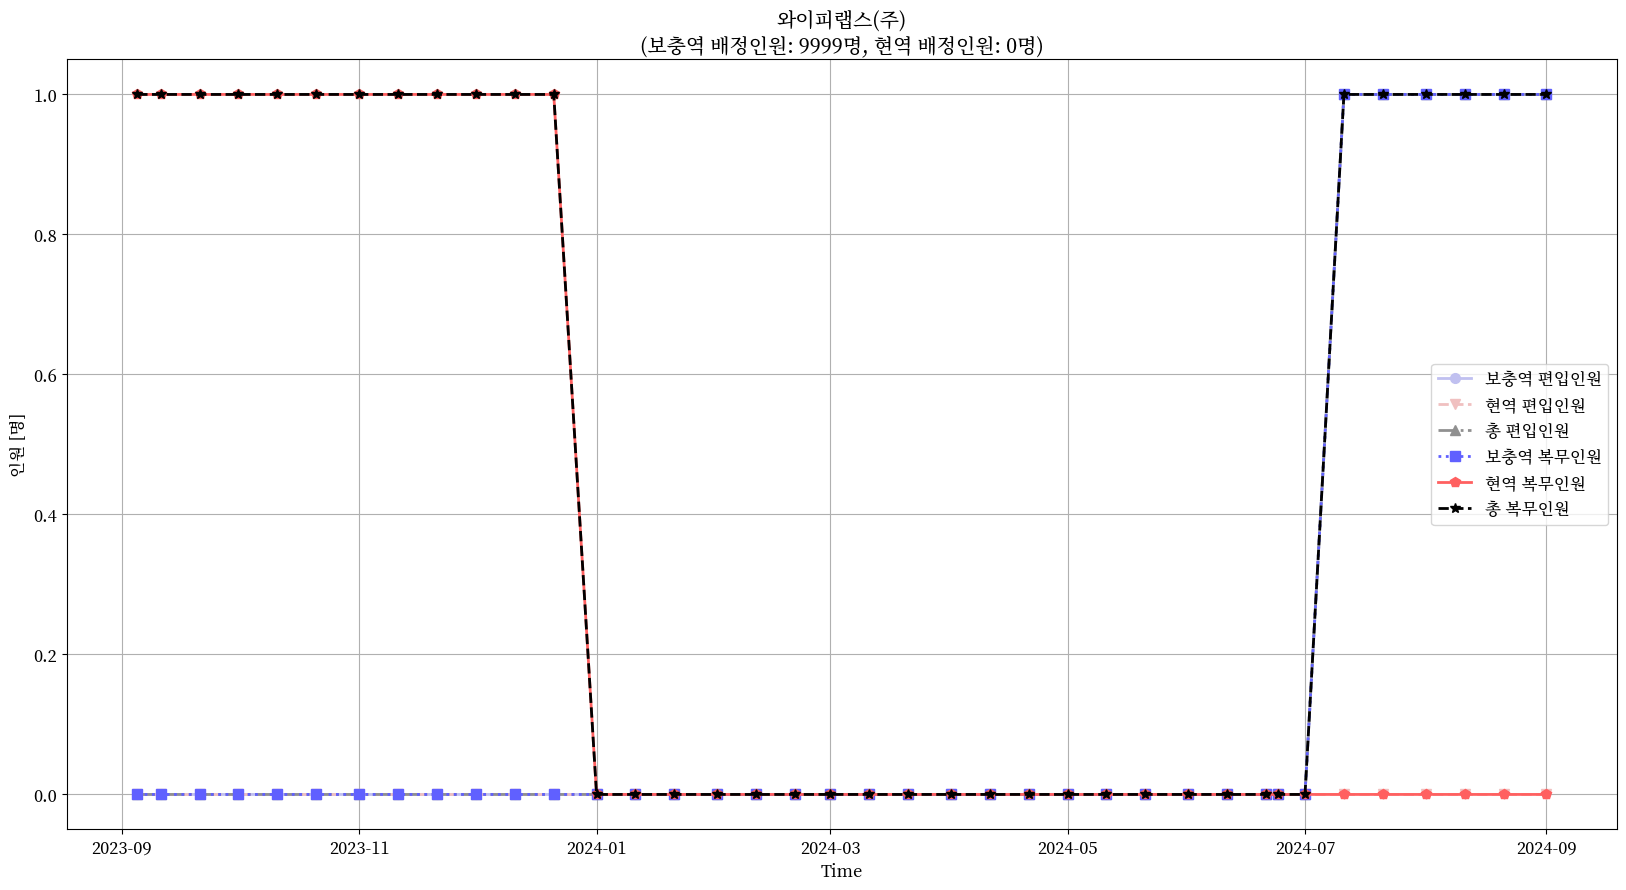 와이피랩스(주)
(보충역 배정인원: 9999명, 현역 배정인원: 0명)
인원 [명]
1.0
0.8
0.6
0.4
0.2
0.0
보충역 편입인원
현역 편입인원
총 편입인원
보충역 복무인원
현역 복무인원
총 복무인원
2023-09 2023-11 2024-01 2024-03 2024-05 2024-07 2024-09
Time